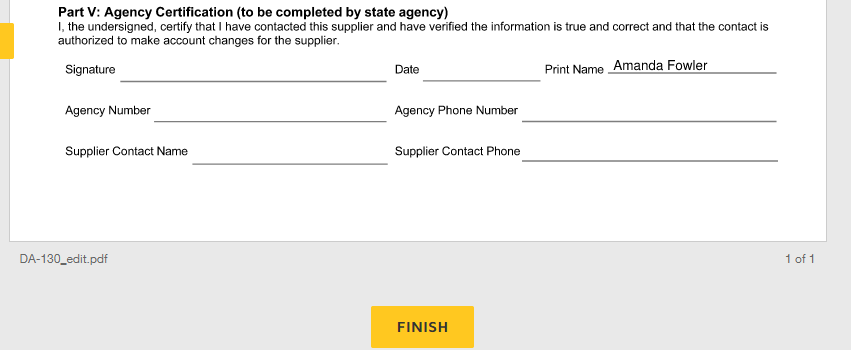 Part V: Agency Certification (to be completed by state agency)
I, the undersigned, certify that I have contacted this supplier and have verified the information is true and correct and that the contact is
authorized to make account changes for the supplier.
Signature Date Print Name Amanda Fowler
Agency Number Agency Phone Number
Supplier Contact Name Supplier Contact Phone
DA-130_edit.pdf 1 of 1
FINISH